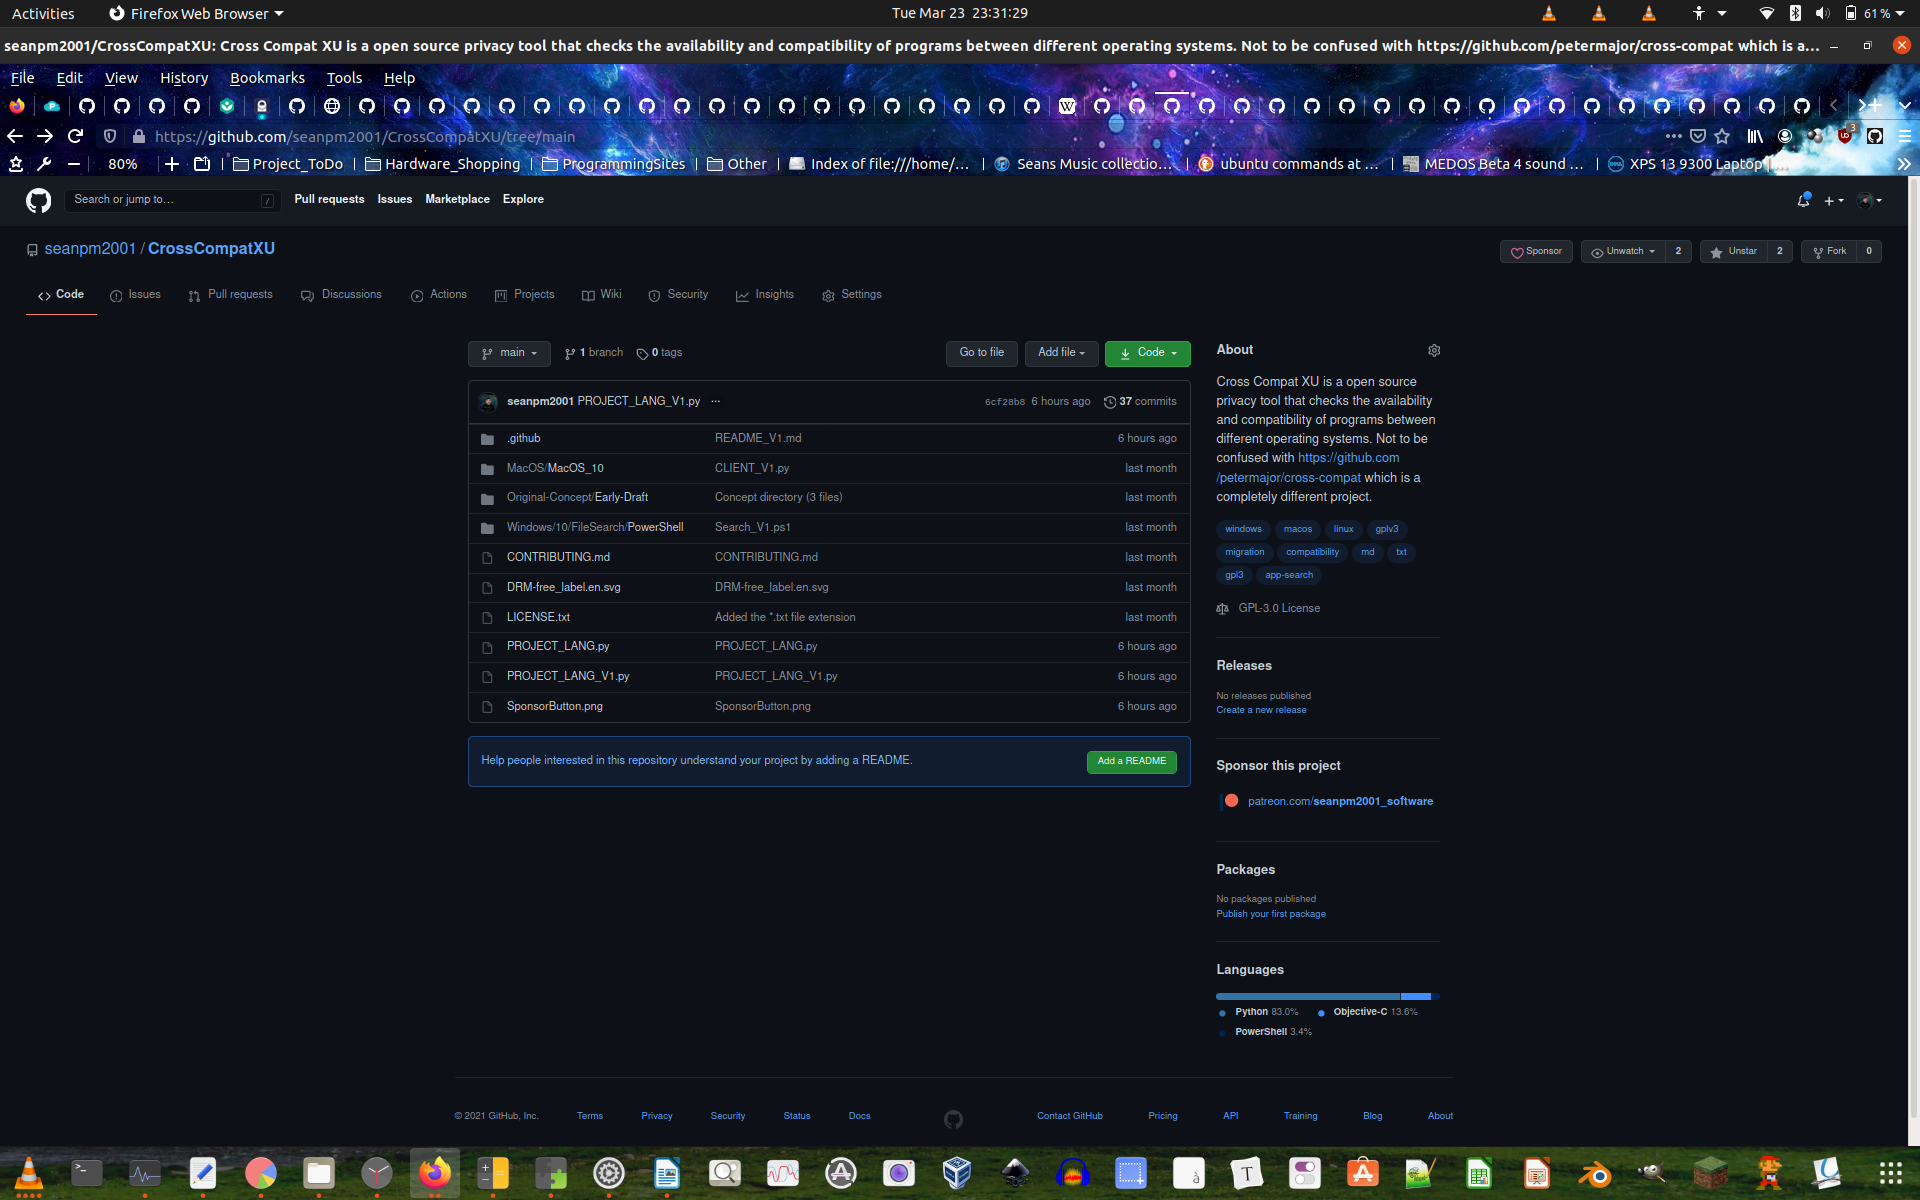 Activities
Firefox Web Browser
Tue Mar 23 23:31:29
61 %
seanpm2001/CrossCompatXU: Cross Compat XU is a open source privacy tool that checks the availability and compatibility of programs between different operating systems. Not to be confused with https://github.com/petermajor/cross-compat which is a…
File Edit View History Bookmarks Tools Help
https://github.com/seanpm2001/CrossCompatXU/tree/main
3
80%
Project_ToDo
Hardware_Shopping
ProgrammingSites
Other
Index of file:///home/…
Seans Music collectio…
ubuntu commands at …
MEDOS Beta 4 sound …
XPS 13 9300 Laptop
Search or jump to…
/
Pull requests Issues Marketplace Explore
seanpm2001 / CrossCompatXU
Sponsor
Unwatch 2
Unstar 2
Fork 0
Code Issues Pull requests Discussions Actions Projects Wiki Security Insights Settings
main
1 branch
0 tags
Go to file
Add file
Code
seanpm2001 PROJECT_LANG_V1.py ...
6cf28b8 6 hours ago
37 commits
.github README_V1.md 6 hours ago
MacOS/MacOS_10 CLIENT_V1.py last month
Original-Concept/Early-Draft Concept directory (3 files) last month
Windows/10/FileSearch/PowerShell Search_V1.ps1 last month
CONTRIBUTING.md CONTRIBUTING.md last month
DRM-free_label.en.svg DRM-free_label.en.svg last month
LICENSE.txt Added the *.txt file extension last month
PROJECT_LANG.py PROJECT_LANG.py 6 hours ago
PROJECT_LANG_V1.py PROJECT_LANG_V1.py 6 hours ago
SponsorButton.png SponsorButton.png 6 hours ago
Help people interested in this repository understand your project by adding a README.
Add a README
About
Cross Compat XU is a open source
privacy tool that checks the availability
and compatibility of programs between
different operating systems. Not to be
confused with https://github.com
/petermajor/cross-compat which is a
completely different project.
windows macos linux gplv3
migration compatibility md txt
gpl3 app-search
GPL-3.0 License
Releases
No releases published
Create a new release
Sponsor this project
patreon.com/seanpm2001_software
Packages
No packages published
Publish your first package
Languages
Python 83.0% Objective-C 13.6%
PowerShell 3.4%
© 2021 GitHub, Inc. Terms Privacy Security Status Docs Contact GitHub Pricing API Training Blog About